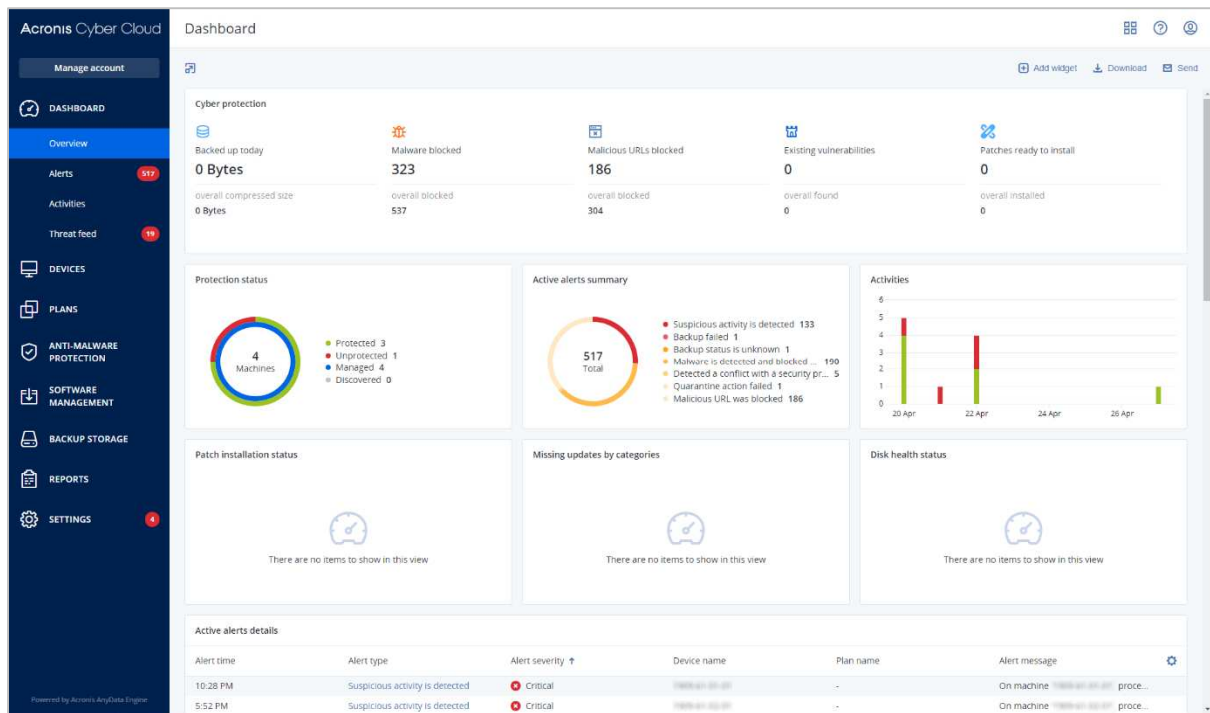 Acronis Cyber Cloud
Manage account
DASHBOARD
Overview
Alerts 517
Activities
Threat feed 19
DEVICES
PLANS
ANTI-MALWARE
PROTECTION
SOFTWARE
MANAGEMENT
BACKUP STORAGE
REPORTS
SETTINGS 4
Powered by Acronis AnyData Engine
Dashboard
Add widget Download Send
Cyber protection
Backed up today Malware blocked Malicious URLs blocked Existing vulnerabilities Patches ready to install
0 Bytes 323 186 0 0
overall compressed size overall blocked overall blocked overall found overall installed
0 Bytes 537 304 0 0
Protection status
4
Machines
Protected 3
Unprotected 1
Managed 4
Discovered 0
Active alerts summary
517
Total
Suspicious activity is detected 133
Backup failed 1
Backup status is unknown 1
Malware is detected and blocked ... 190
Detected a conflict with a security pr... 5
Quarantine action failed 1
Malicious URL was blocked 186
Activities
6
5
4
3
2
1
0
20 Apr 22 Apr 24 Apr 26 Apr
Patch installation status
There are no items to show in this view
Missing updates by categories
There are no items to show in this view
Disk health status
There are no items to show in this view
Active alerts details
Alert time Alert type Alert severity ↑ Device name Plan name Alert message
10:28 PM Suspicious activity is detected Critical - On machine proce...
5:52 PM Suspicious activity is detected Critical - On machine proce...